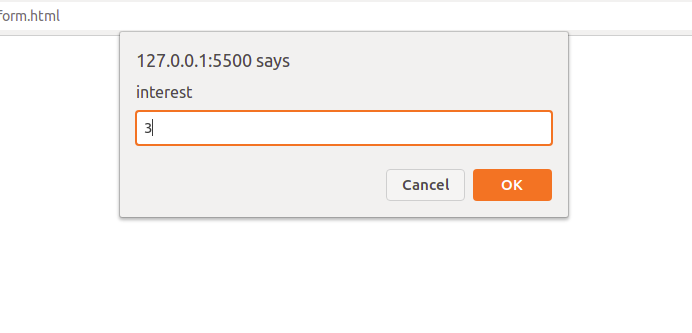 form.html
127.0.0.1:5500 says
interest
3
Cancel OK